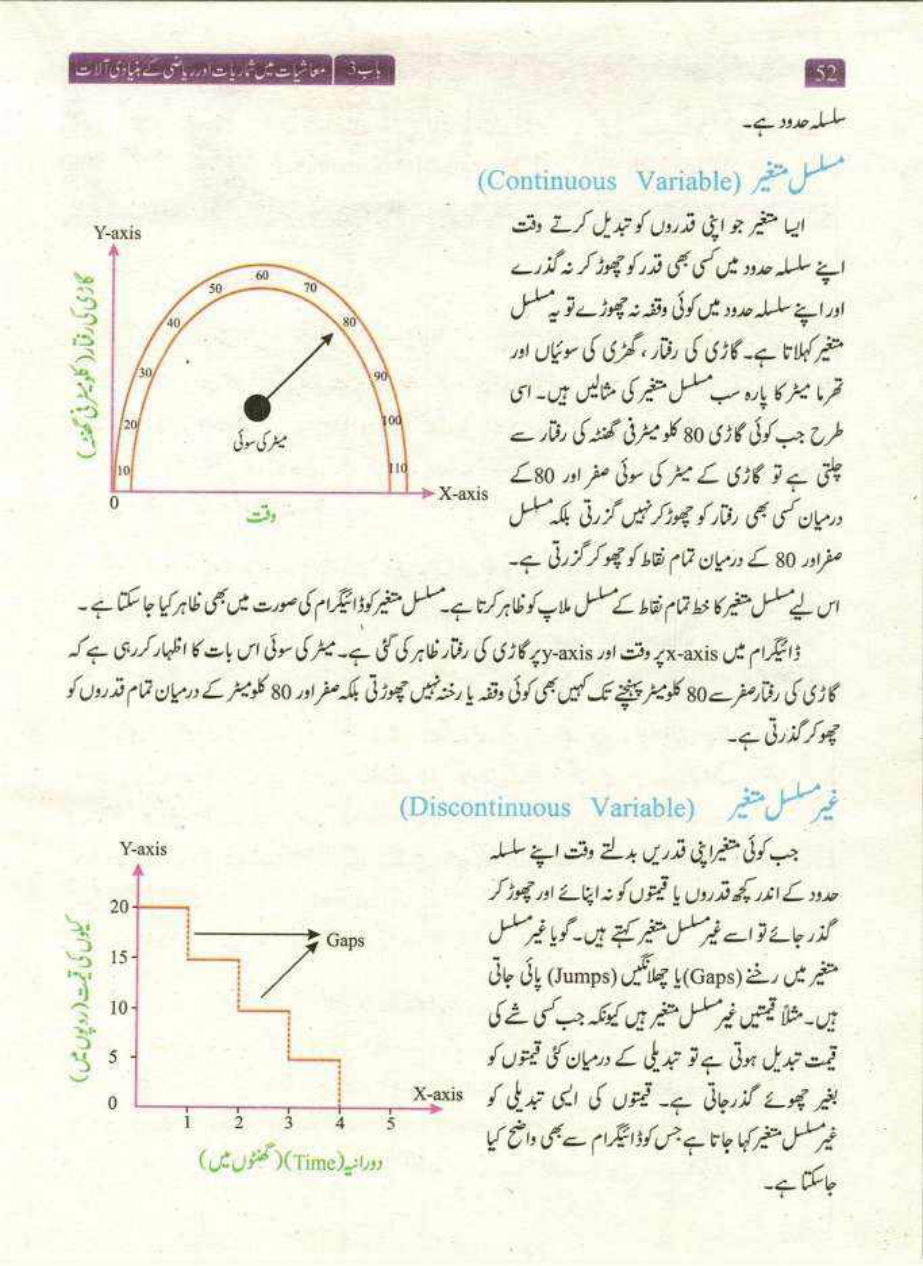 52
باب 3 معاشیات میں شماریات اور ریاضی کے بنیادی آلات
سلسلہ حدود ہے۔
مسلسل متغیر (Continuous Variable)
ایسا متغیر جو اپنی قدروں کو تبدیل کرتے وقت
اپنے سلسلہ حدود میں کسی بھی قدر کو چھوڑ کر نہ گذرے
اور اپنے سلسلہ حدود میں کوئی وقفہ نہ چھوڑے تو یہ مسلسل
متغیر کہلاتا ہے۔ گاڑی کی رفتار، گھڑی کی سوئیاں اور
تھرما میٹر کا پارہ سب مسلسل متغیر کی مثالیں ہیں۔ اسی
طرح جب کوئی گاڑی 80 کلومیٹر فی گھنٹہ کی رفتار سے
چلتی ہے تو گاڑی کے میٹر کی سوئی صفر اور 80 کے
درمیان کسی بھی رفتار کو چھوڑ کر نہیں گزرتی بلکہ مسلسل
صفر اور 80 کے درمیان تمام نقاط کو چھو کر گزرتی ہے۔
Y-axis
گاڑی کی رفتار (کلومیٹر فی گھنٹہ)
10
20
30
40
50
60
70
80
90
100
110
میٹر کی سوئی
0
X-axis
وقت
اس لیے مسلسل متغیر کا خط تمام نقاط کے مسلسل ملاپ کو ظاہر کرتا ہے۔ مسلسل متغیر کو ڈائیگرام کی صورت میں بھی ظاہر کیا جا سکتا ہے۔
ڈائیگرام میں x-axis پر وقت اور y-axis پر گاڑی کی رفتار ظاہر کی گئی ہے۔ میٹر کی سوئی اس بات کا اظہار کر رہی ہے کہ
گاڑی کی رفتار صفر سے 80 کلومیٹر پہنچنے تک کہیں بھی کوئی وقفہ یا رخنہ نہیں چھوڑتی بلکہ صفر اور 80 کلومیٹر کے درمیان تمام قدروں کو
چھو کر گذرتی ہے۔
غیر مسلسل متغیر (Discontinuous Variable)
جب کوئی متغیر اپنی قدریں بدلتے وقت اپنے سلسلہ
حدود کے اندر کچھ قدروں یا قیمتوں کو نہ اپنائے اور چھوڑ کر
گذر جائے تو اسے غیر مسلسل متغیر کہتے ہیں۔ گویا غیر مسلسل
متغیر میں رخنے (Gaps) یا چھلانگیں (Jumps) پائی جاتی
ہیں۔ مثلاً قیمتیں غیر مسلسل متغیر ہیں کیونکہ جب کسی شے کی
قیمت تبدیل ہوتی ہے تو تبدیلی کے درمیان کئی قیمتوں کو
بغیر چھوئے گذر جاتی ہے۔ قیمتوں کی ایسی تبدیلی کو
غیر مسلسل متغیر کہا جاتا ہے جس کو ڈائیگرام سے بھی واضح کیا
جاسکتا ہے۔
Y-axis
کیلوں کی قیمت (روپوں میں)
20
15
10
5
0
Gaps
X-axis
1 2 3 4 5
دورانیہ (Time) (گھنٹوں میں)